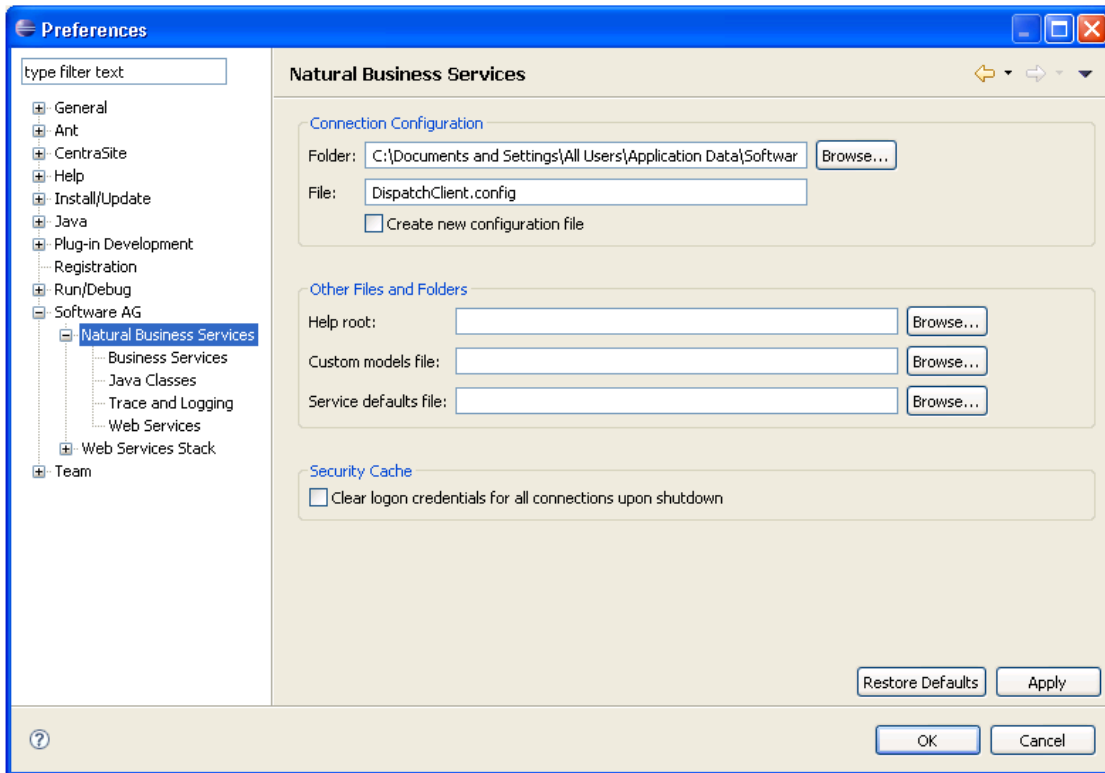 Preferences
type filter text
General
Ant
CentraSite
Help
Install/Update
Java
Plug-in Development
Registration
Run/Debug
Software AG
Natural Business Services
Business Services
Java Classes
Trace and Logging
Web Services
Web Services Stack
Team
Natural Business Services
Connection Configuration
Folder: C:\Documents and Settings\All Users\Application Data\Softwar Browse...
File: DispatchClient.config
Create new configuration file
Other Files and Folders
Help root: Browse...
Custom models file: Browse...
Service defaults file: Browse...
Security Cache
Clear logon credentials for all connections upon shutdown
Restore Defaults Apply
? OK Cancel